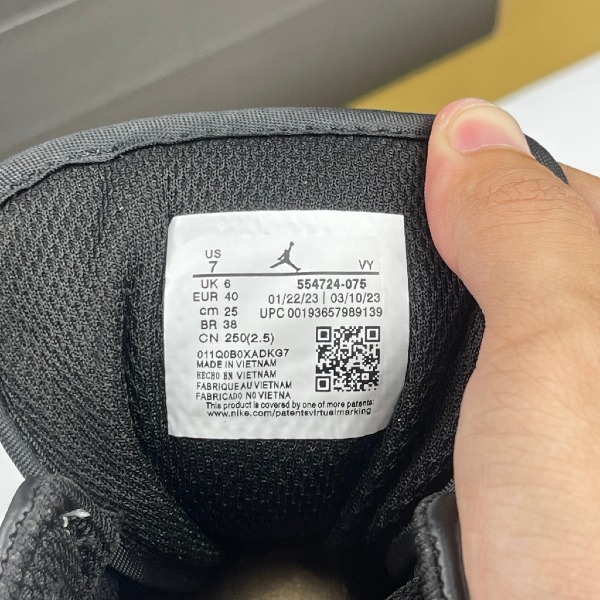 US
7 VY
UK 6 554724-075
EUR 40 01/22/23 | 03/10/23
cm 25 UPC 00193657989139
BR 38
CN 250(2.5)
011Q0B0XADKG7
MADE IN VIETNAM
HECHO EN VIETNAM
FABRIQUE AU VIETNAM
FABRICADO NO VIETNA
This product is covered by one of more patents:
www.nike.com/patentsvirtualmarking